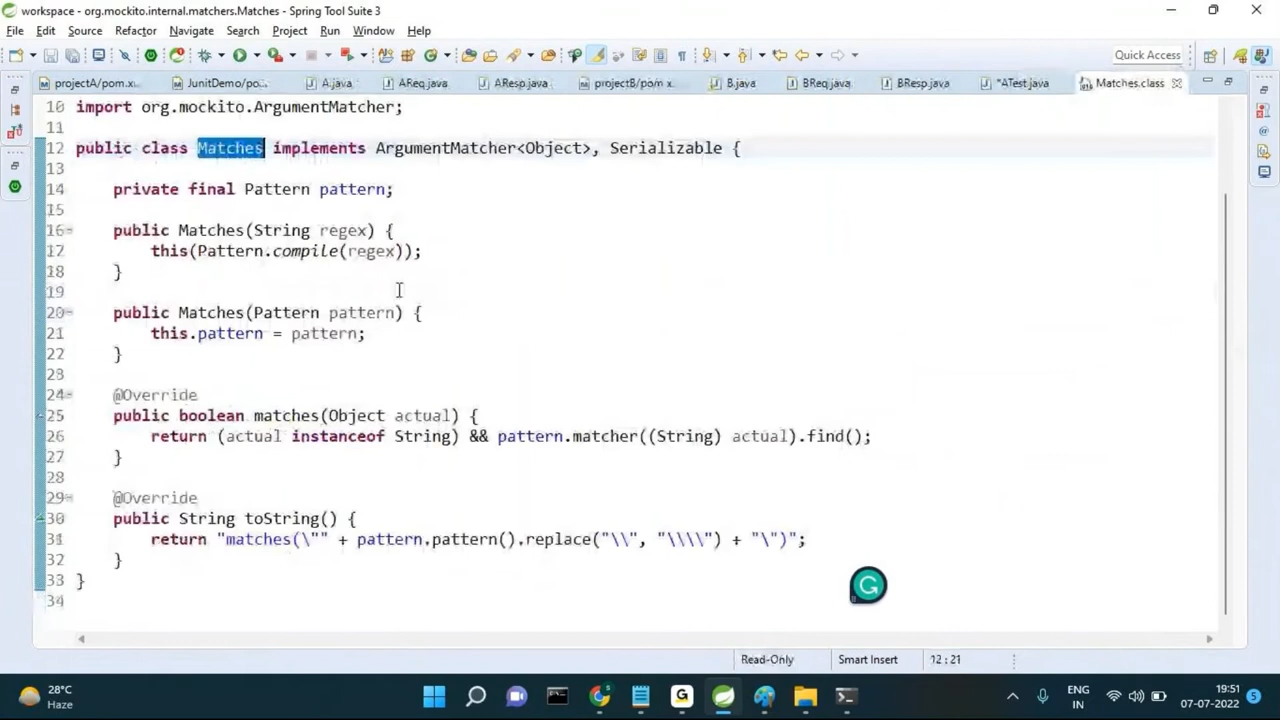 workspace - org.mockito.internal.matchers.Matches - Spring Tool Suite 3
File Edit Source Refactor Navigate Search Project Run Window Help
Quick Access
projectA/pom.x
JunitDemo/po
A.java
AReq.java
AResp.java
projectB/pom x
B.java
BReq.java
BResp.java
*ATest.java
Matches.class
10 import org.mockito.ArgumentMatcher;
11
12 public class Matches implements ArgumentMatcher<Object>, Serializable {
13
14 private final Pattern pattern;
15
16 public Matches(String regex) {
17 this(Pattern.compile(regex));
18 }
19
20 public Matches(Pattern pattern) {
21 this.pattern = pattern;
22 }
23
24 @Override
25 public boolean matches(Object actual) {
26 return (actual instanceof String) && pattern.matcher((String) actual).find();
27 }
28
29 @Override
30 public String toString() {
31 return "matches(\"" + pattern.pattern().replace("\\", "\\\\") + "\")";
32 }
33 }
34
Read-Only
Smart Insert
12 : 21
28°C
Haze
ENG
IN
19:51
07-07-2022
5